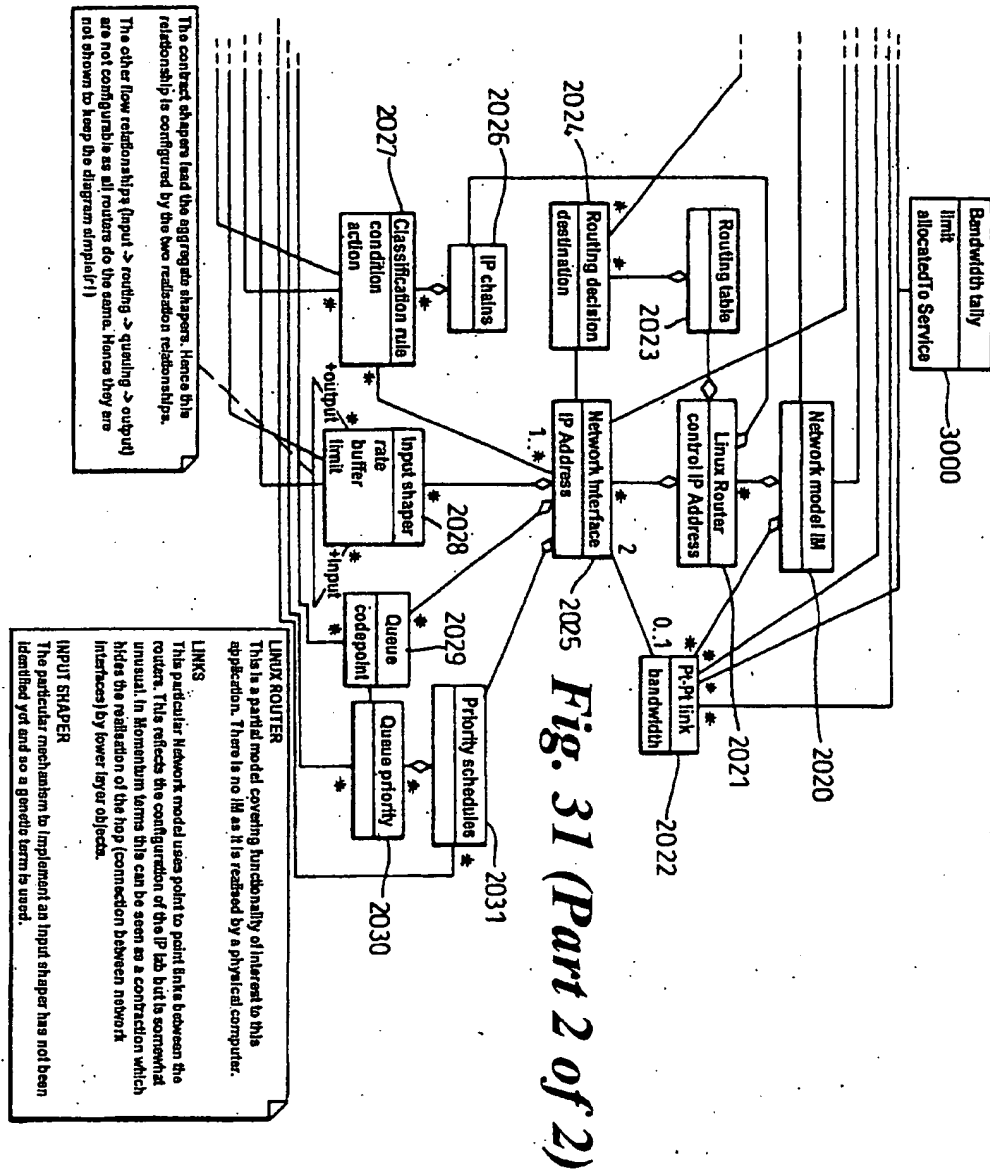 Bandwidth tally
limit
allocatedTo Service
3000
Network model IM
2020
Linux Router
control IP Address
2021
Pt-Pt link
bandwidth
2022
0..1
*
*
*
*
*
Routing table
2023
Routing decision
destination
2024
*
*
Network Interface
IP Address
2025
*
2
1..*
IP chains
2026
Classification rule
condition
action
2027
*
*
*
*
Input shaper
rate
buffer
limit
2028
*
*
*
+output
+Input
Queue
codepoint
2029
*
*
Queue priority
2030
*
*
Priority schedules
2031
*
Fig. 31 (Part 2 of 2)
The contract shapers lead the aggregate shapers. Hence this
relationship is configured by the two realisation relationships.
The other flow relationships (Input -> routing -> queuing -> output)
are not configurable as all routers do the same. Hence they are
not shown to keep the diagram simple(r!)
LINUX ROUTER
This is a partial model covering functionality of interest to this
application. There is no IM as it is realised by a physical computer.
LINKS
This particular Network model uses point to point links between the
routers. This reflects the configuration of the IP lab but is somewhat
unusual. In Momentum terms this can be seen as a contraction which
hides the realisation of the hop (connection between network
interfaces) by lower layer objects.
INPUT SHAPER
The particular mechanism to implement an Input shaper has not been
identified yet and so a genetic term is used.